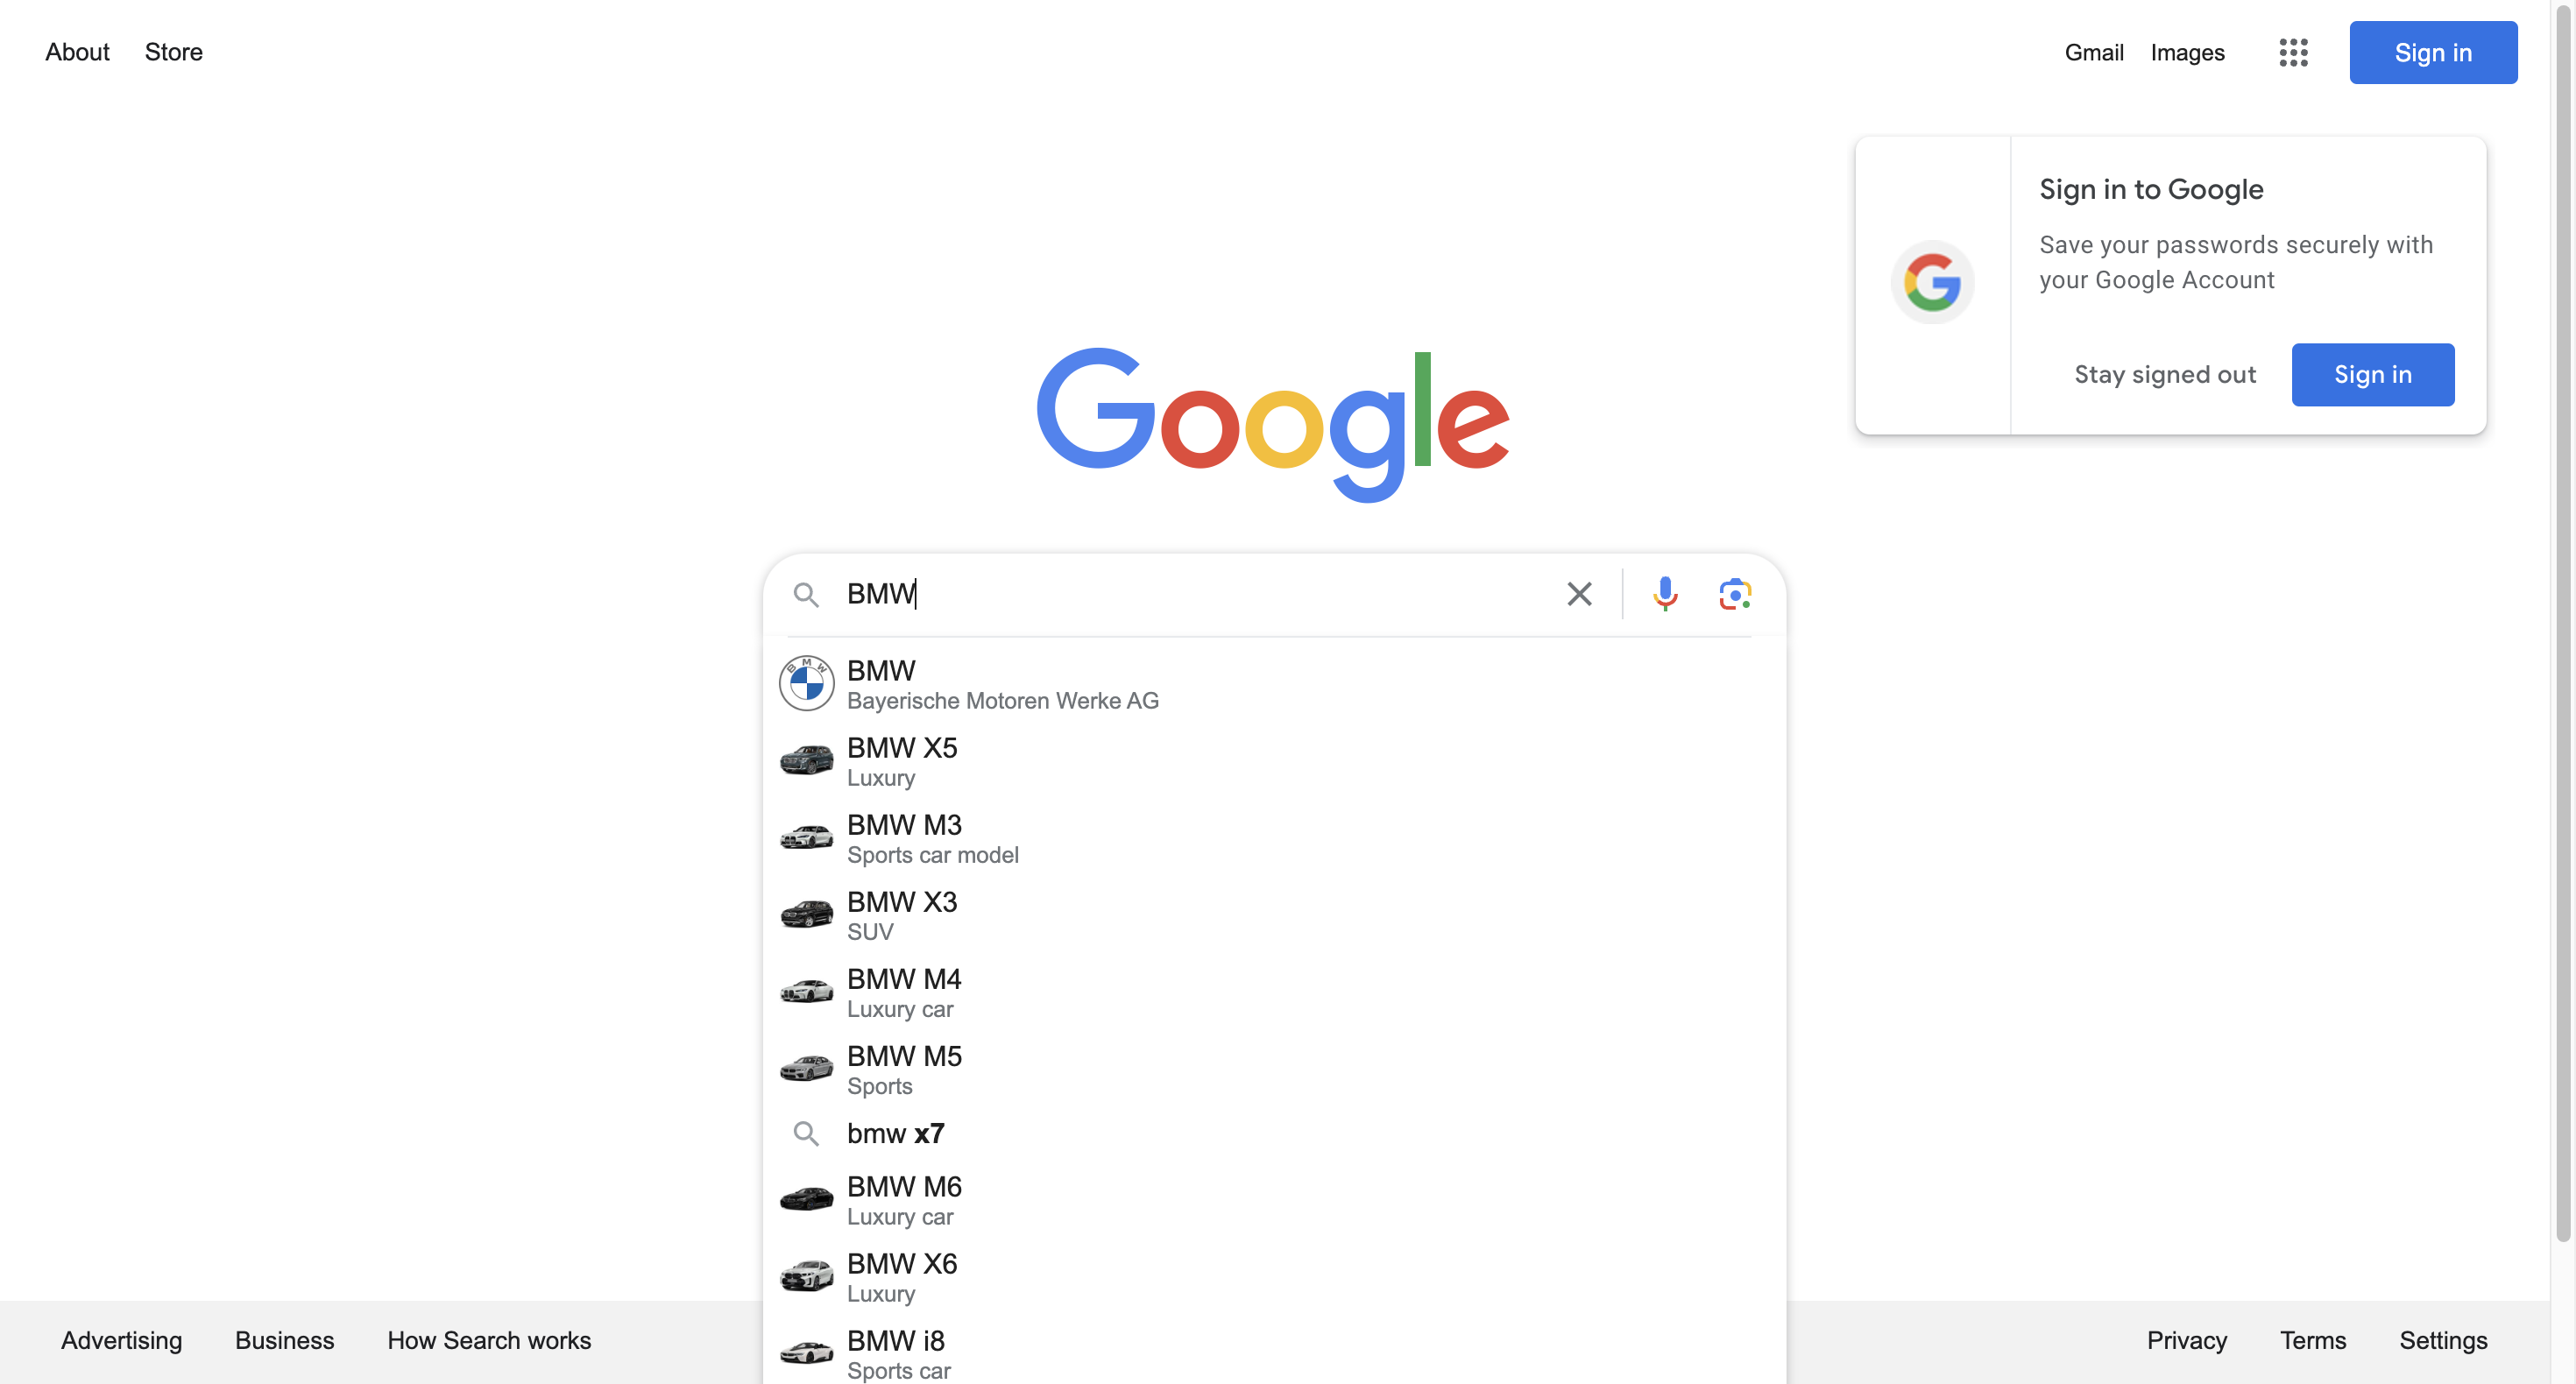 About Store
Gmail Images Sign in
Sign in to Google
Save your passwords securely with
your Google Account
Stay signed out Sign in
Google
BMW
BMW
Bayerische Motoren Werke AG
BMW X5
Luxury
BMW M3
Sports car model
BMW X3
SUV
BMW M4
Luxury car
BMW M5
Sports
bmw x7
BMW M6
Luxury car
BMW X6
Luxury
BMW i8
Sports car
Advertising Business How Search works
Privacy Terms Settings